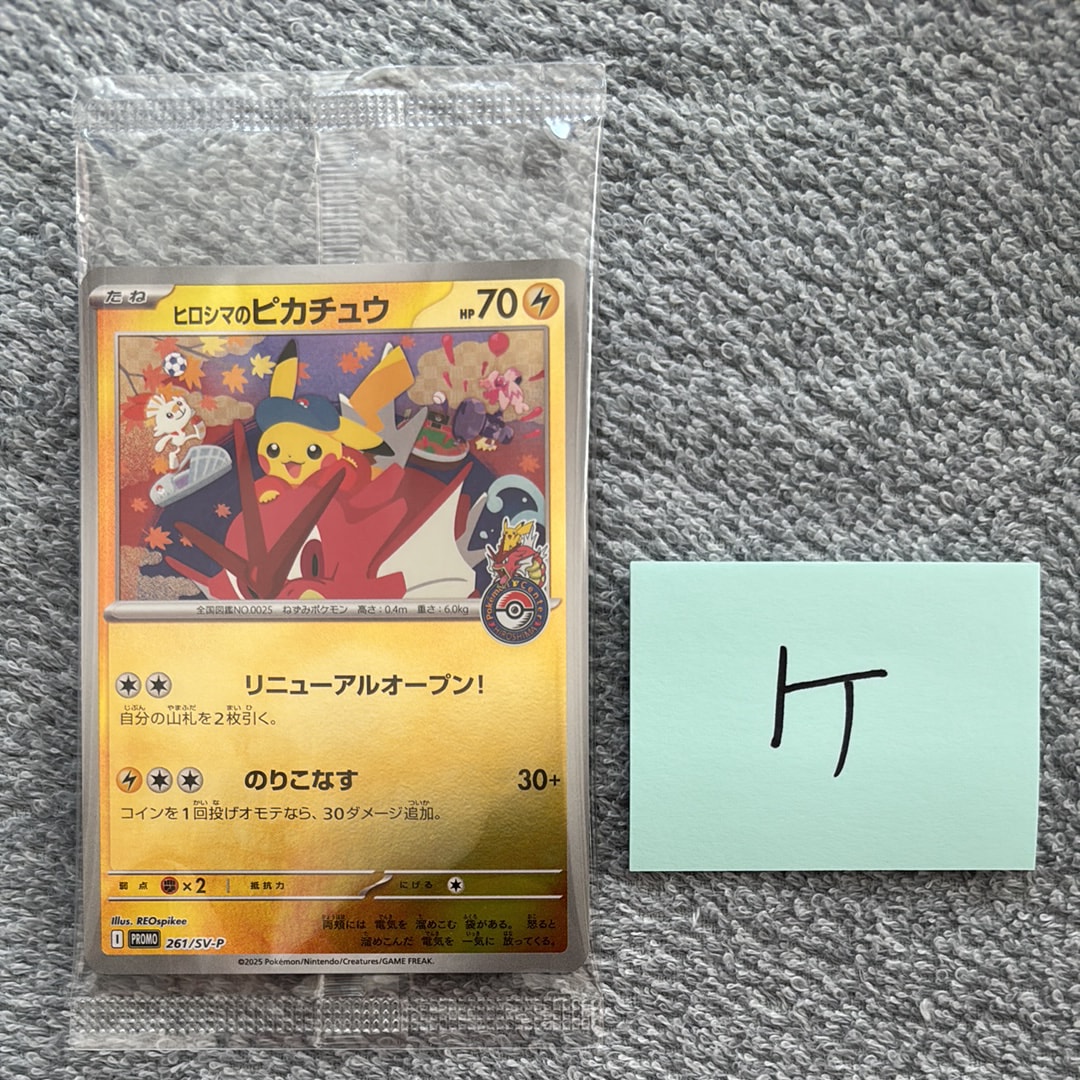 たね
ヒロシマのピカチュウ
HP 70
全国図鑑NO.0025 ねずみポケモン 高さ:0.4m 重さ:6.0kg
Pokémon Center
HIROSHIMA
リニューアルオープン!
自分の山札を2枚引く。
のりこなす 30+
コインを1回投げオモテなら、30ダメージ追加。
弱点 ×2 抵抗力 にげる
Illus. REOspikee
両頬には 電気を 溜めこむ 袋がある。 怒ると
溜めこんだ 電気を 一気に 放ってくる。
I PROMO 261/SV-P
©2025 Pokémon/Nintendo/Creatures/GAME FREAK.
ケ